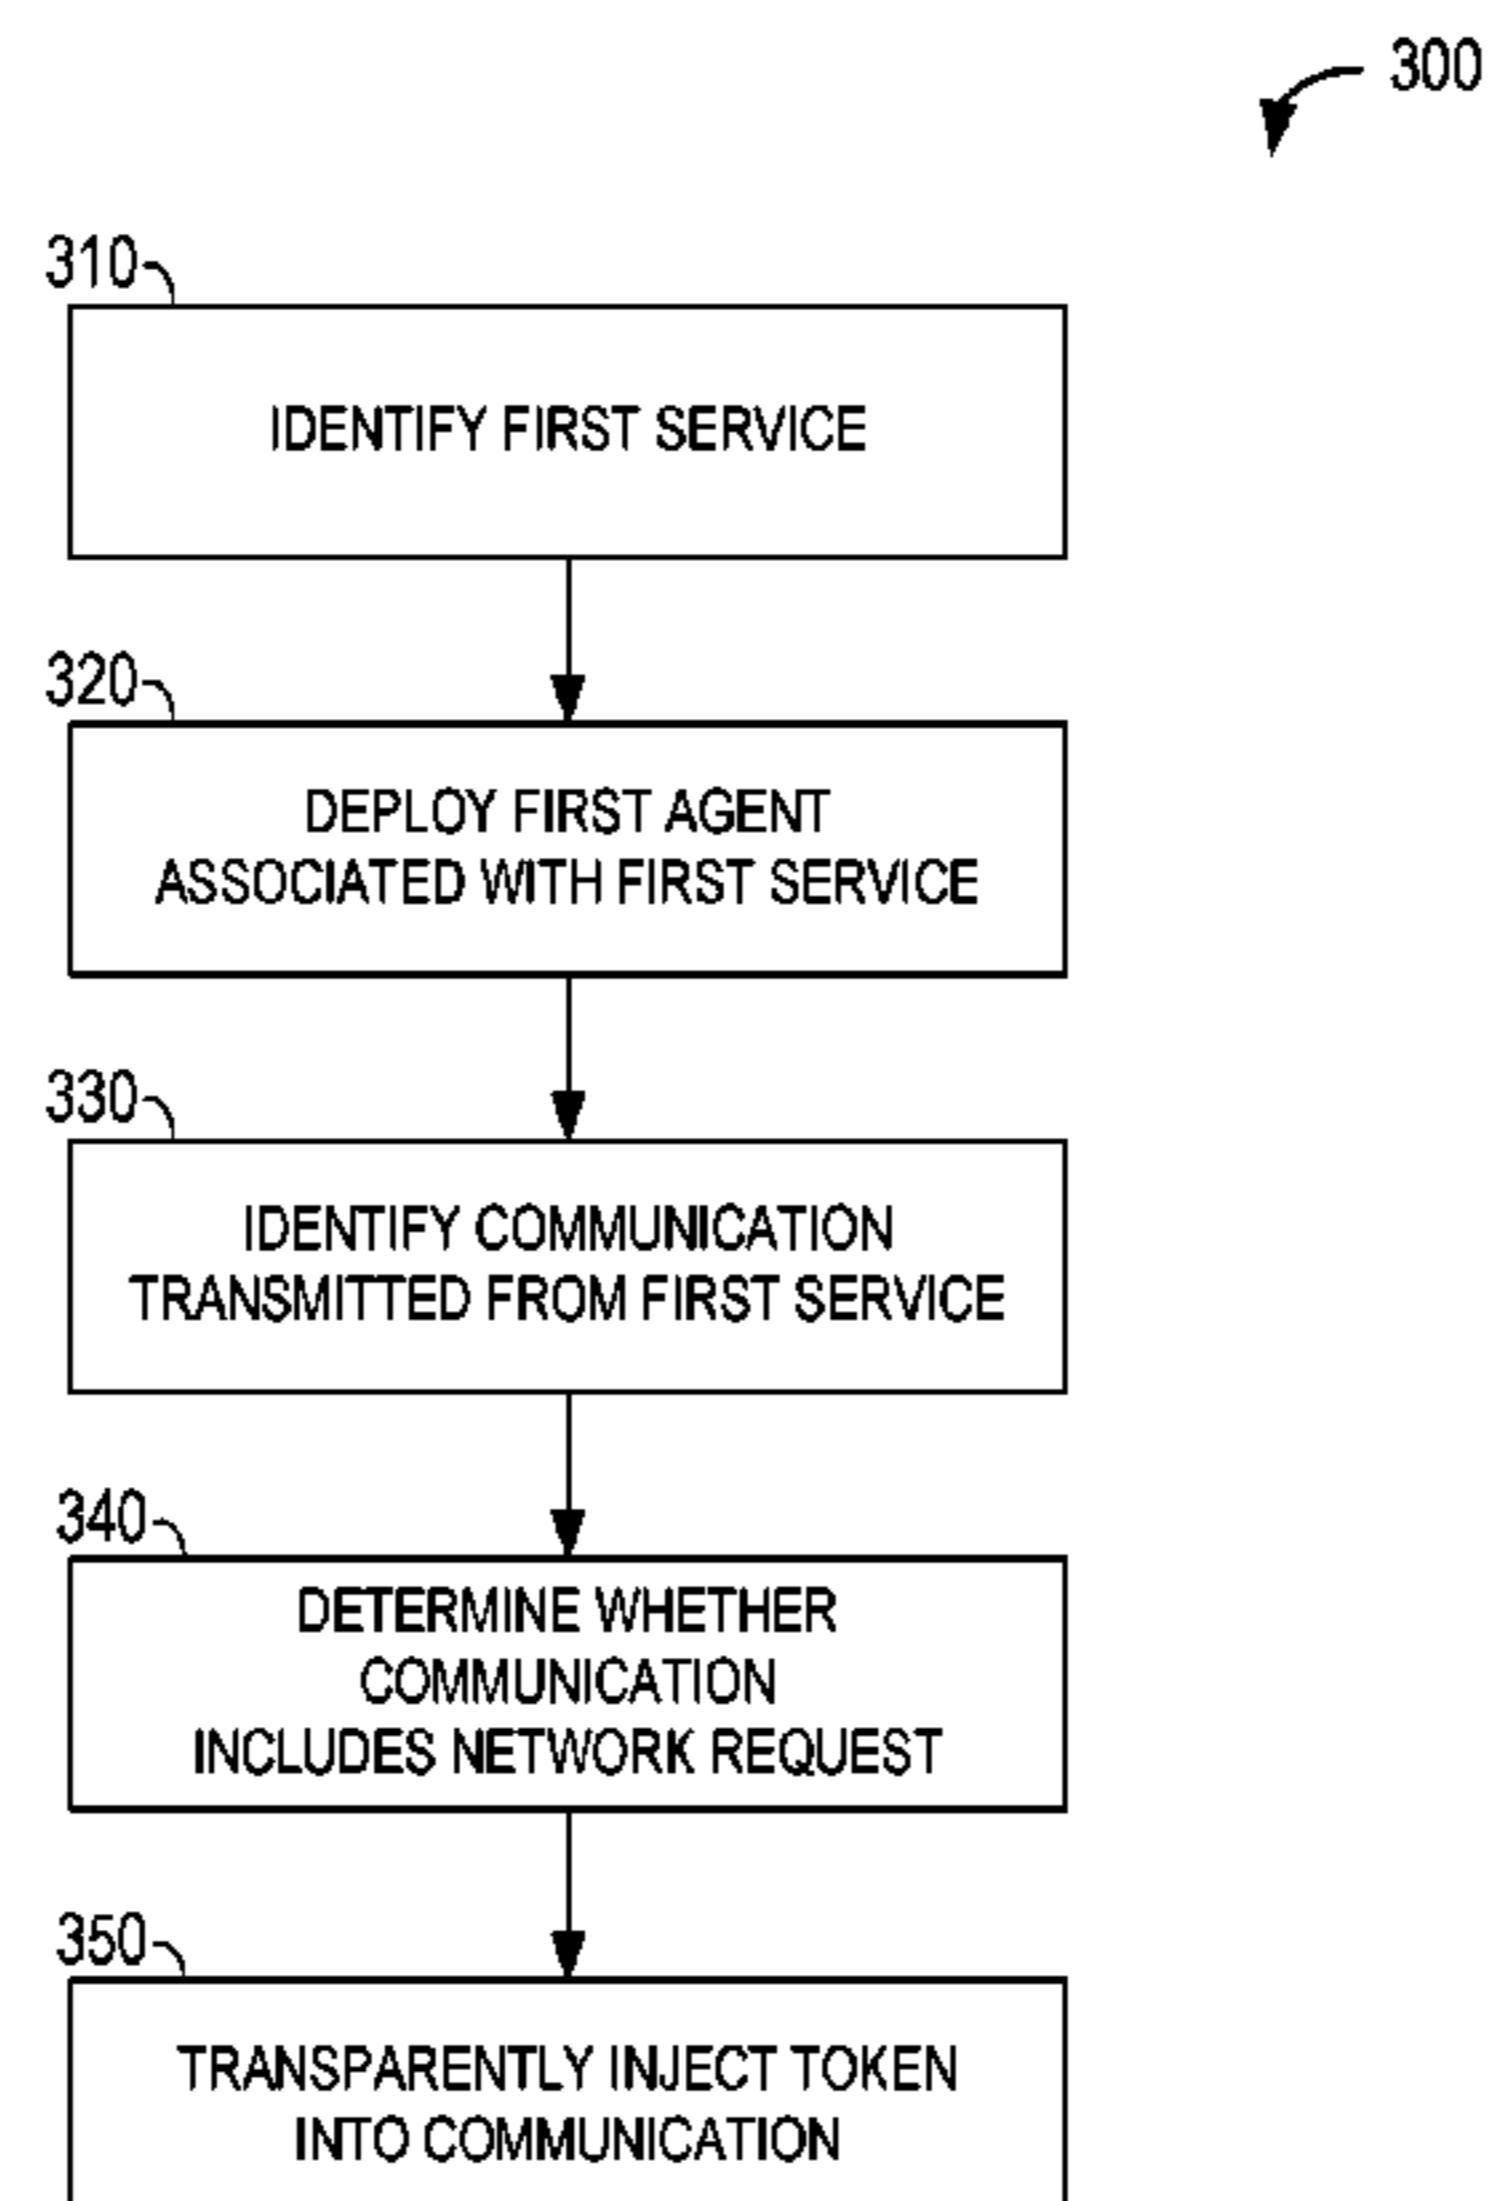 300
310
IDENTIFY FIRST SERVICE
320
DEPLOY FIRST AGENT
ASSOCIATED WITH FIRST SERVICE
330
IDENTIFY COMMUNICATION
TRANSMITTED FROM FIRST SERVICE
340
DETERMINE WHETHER
COMMUNICATION
INCLUDES NETWORK REQUEST
350
TRANSPARENTLY INJECT TOKEN
INTO COMMUNICATION